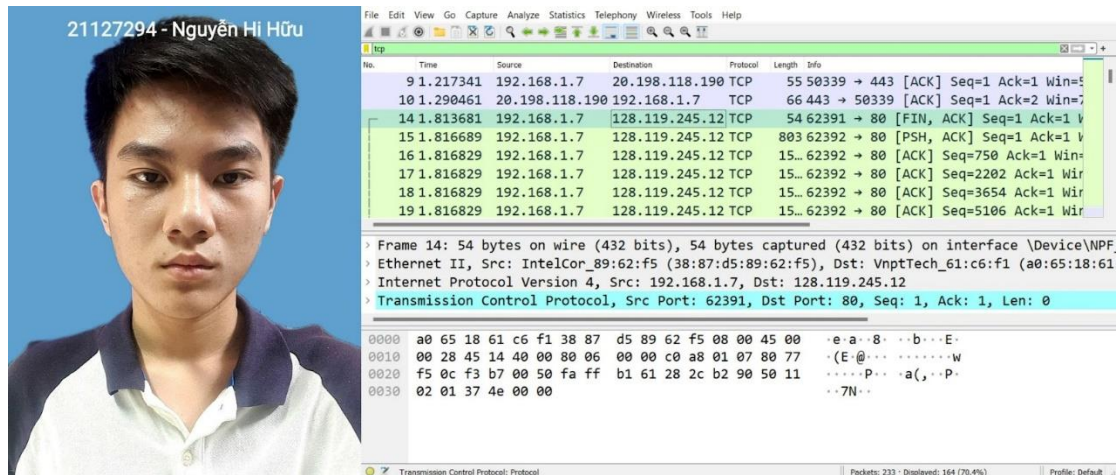 21127294 - Nguyễn Hi Hữu
File Edit View Go Capture Analyze Statistics Telephony Wireless Tools Help
tcp
No. Time Source Destination Protocol Length Info
9 1.217341 192.168.1.7 20.198.118.190 TCP 55 50339 → 443 [ACK] Seq=1 Ack=1 Win=5
10 1.290461 20.198.118.190 192.168.1.7 TCP 66 443 → 50339 [ACK] Seq=1 Ack=2 Win=7
14 1.813681 192.168.1.7 128.119.245.12 TCP 54 62391 → 80 [FIN, ACK] Seq=1 Ack=1 W
15 1.816689 192.168.1.7 128.119.245.12 TCP 803 62392 → 80 [PSH, ACK] Seq=1 Ack=1 W
16 1.816829 192.168.1.7 128.119.245.12 TCP 15… 62392 → 80 [ACK] Seq=750 Ack=1 Win=
17 1.816829 192.168.1.7 128.119.245.12 TCP 15… 62392 → 80 [ACK] Seq=2202 Ack=1 Wir
18 1.816829 192.168.1.7 128.119.245.12 TCP 15… 62392 → 80 [ACK] Seq=3654 Ack=1 Wir
19 1.816829 192.168.1.7 128.119.245.12 TCP 15… 62392 → 80 [ACK] Seq=5106 Ack=1 Wir
Frame 14: 54 bytes on wire (432 bits), 54 bytes captured (432 bits) on interface \Device\NPF_
Ethernet II, Src: IntelCor_89:62:f5 (38:87:d5:89:62:f5), Dst: VnptTech_61:c6:f1 (a0:65:18:61
Internet Protocol Version 4, Src: 192.168.1.7, Dst: 128.119.245.12
Transmission Control Protocol, Src Port: 62391, Dst Port: 80, Seq: 1, Ack: 1, Len: 0
0000 a0 65 18 61 c6 f1 38 87 d5 89 62 f5 08 00 45 00 ·e·a··8· ··b···E·
0010 00 28 45 14 40 00 80 06 00 00 c0 a8 01 07 80 77 ·(E·@··· ·······w
0020 f5 0c f3 b7 00 50 fa ff b1 61 28 2c b2 90 50 11 ·····P·· ·a(,··P·
0030 02 01 37 4e 00 00 ··7N··
Transmission Control Protocol: Protocol Packets: 233 · Displayed: 164 (70.4%) Profile: Default